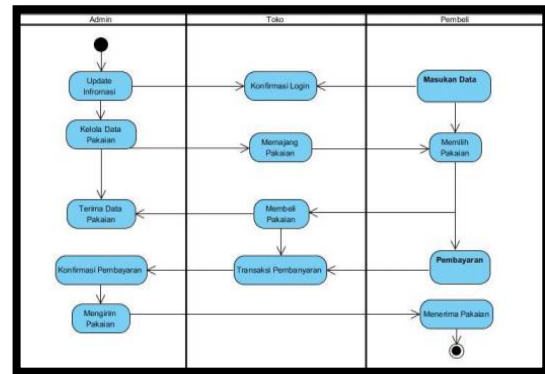 Admin
Toko
Pembeli
Update
Infromasi
Konfirmasi Login
Masukan Data
Kelola Data
Pakaian
Memajang
Pakaian
Memilih
Pakaian
Terima Data
Pakaian
Membeli
Pakaian
Konfirmasi Pembayaran
Transaksi Pembanyaran
Pembayaran
Mengirim
Pakaian
Menerima Pakaian